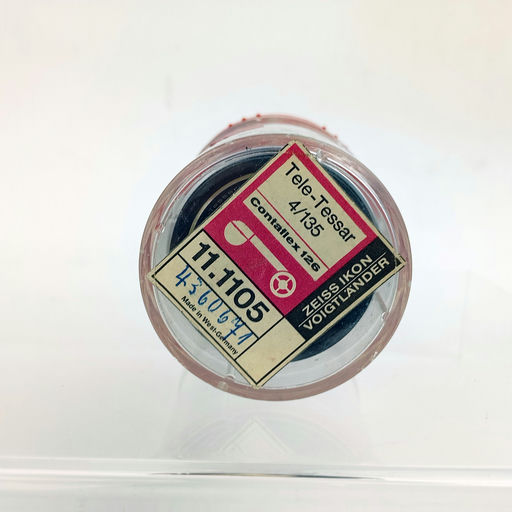 Tele-Tessar
4/135
Contaflex 126
ZEISS IKON
VOIGTLÄNDER
11.1105
4360671
Made in West-Germany